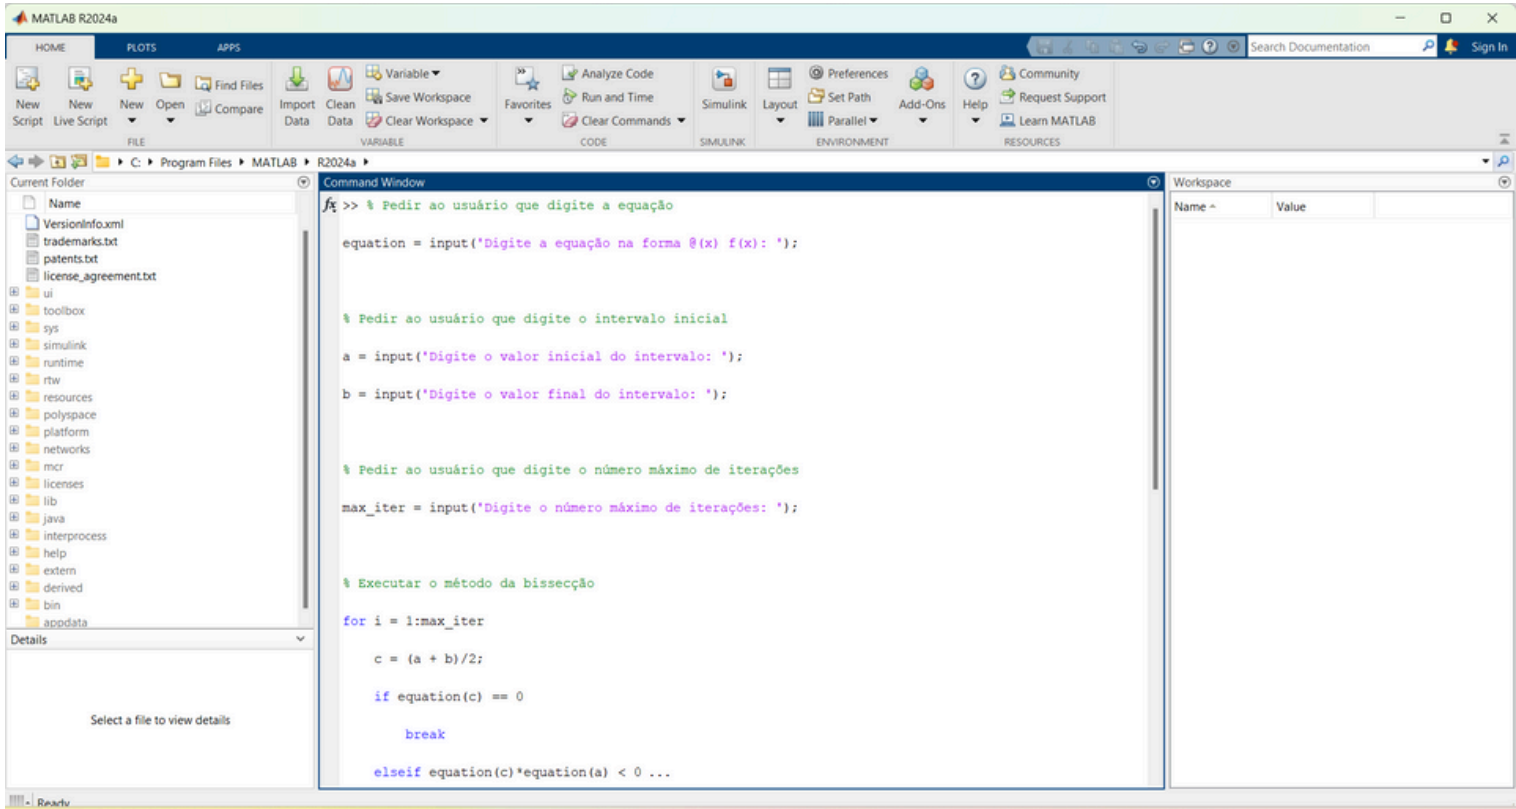 MATLAB R2024a
HOME PLOTS APPS
Search Documentation
Sign In
New Script
New Live Script
New
Open
Find Files
Compare
FILE
Import Data
Clean Data
Variable
Save Workspace
Clear Workspace
VARIABLE
Favorites
Analyze Code
Run and Time
Clear Commands
CODE
Simulink
SIMULINK
Layout
Preferences
Set Path
Parallel
Add-Ons
ENVIRONMENT
Help
Community
Request Support
Learn MATLAB
RESOURCES
C: Program Files MATLAB R2024a
Current Folder
Name
VersionInfo.xml
trademarks.txt
patents.txt
license_agreement.txt
ui
toolbox
sys
simulink
runtime
rtw
resources
polyspace
platform
networks
mcr
licenses
lib
java
interprocess
help
extern
derived
bin
appdata
Details
Select a file to view details
Command Window
fx >> % Pedir ao usuário que digite a equação
equation = input('Digite a equação na forma @(x) f(x): ');
% Pedir ao usuário que digite o intervalo inicial
a = input('Digite o valor inicial do intervalo: ');
b = input('Digite o valor final do intervalo: ');
% Pedir ao usuário que digite o número máximo de iterações
max_iter = input('Digite o número máximo de iterações: ');
% Executar o método da bissecção
for i = 1:max_iter
c = (a + b)/2;
if equation(c) == 0
break
elseif equation(c)*equation(a) < 0 ...
Workspace
Name Value
Ready